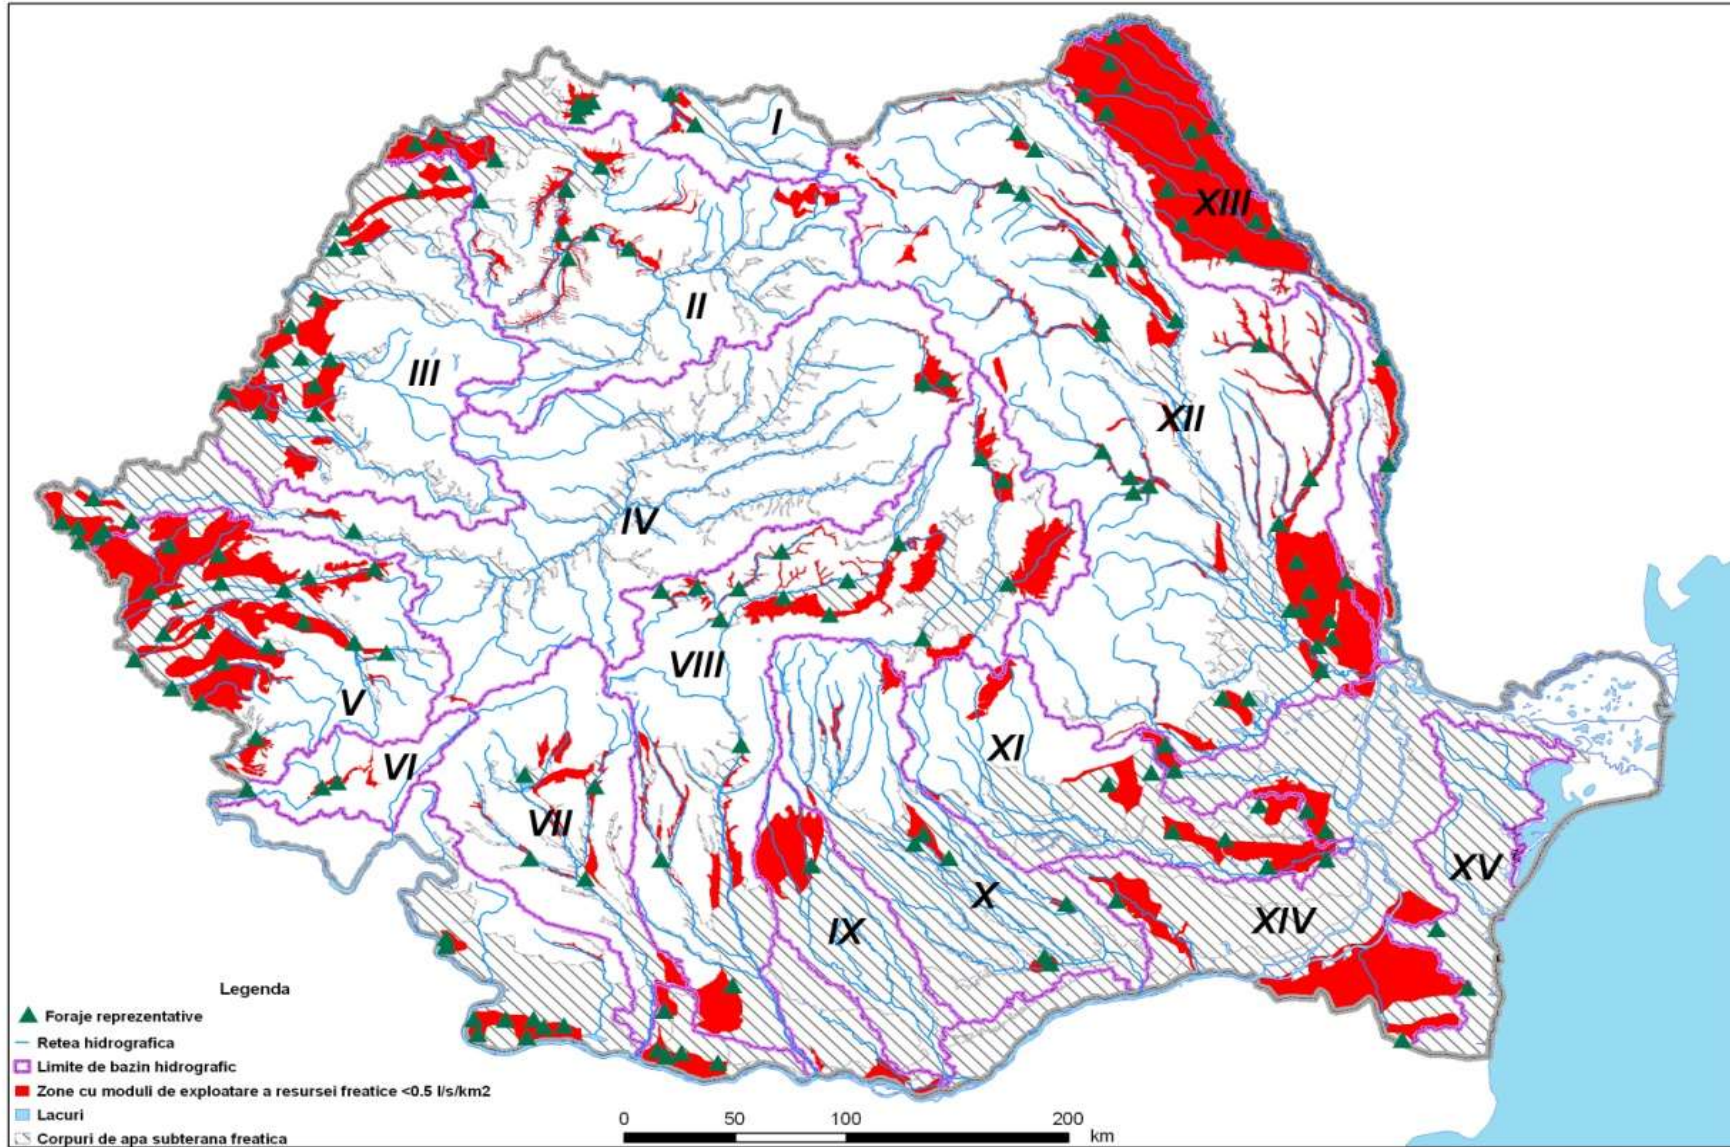 I
XIII
II
III
XII
IV
VIII
V
XI
VI
VII
XV
X
XIV
IX
Legenda
Foraje reprezentative
Retea hidrografica
Limite de bazin hidrografic
Zone cu moduli de exploatare a resursei freatice <0.5 l/s/km2
Lacuri
Corpuri de apa subterana freatica
0 50 100 200
km